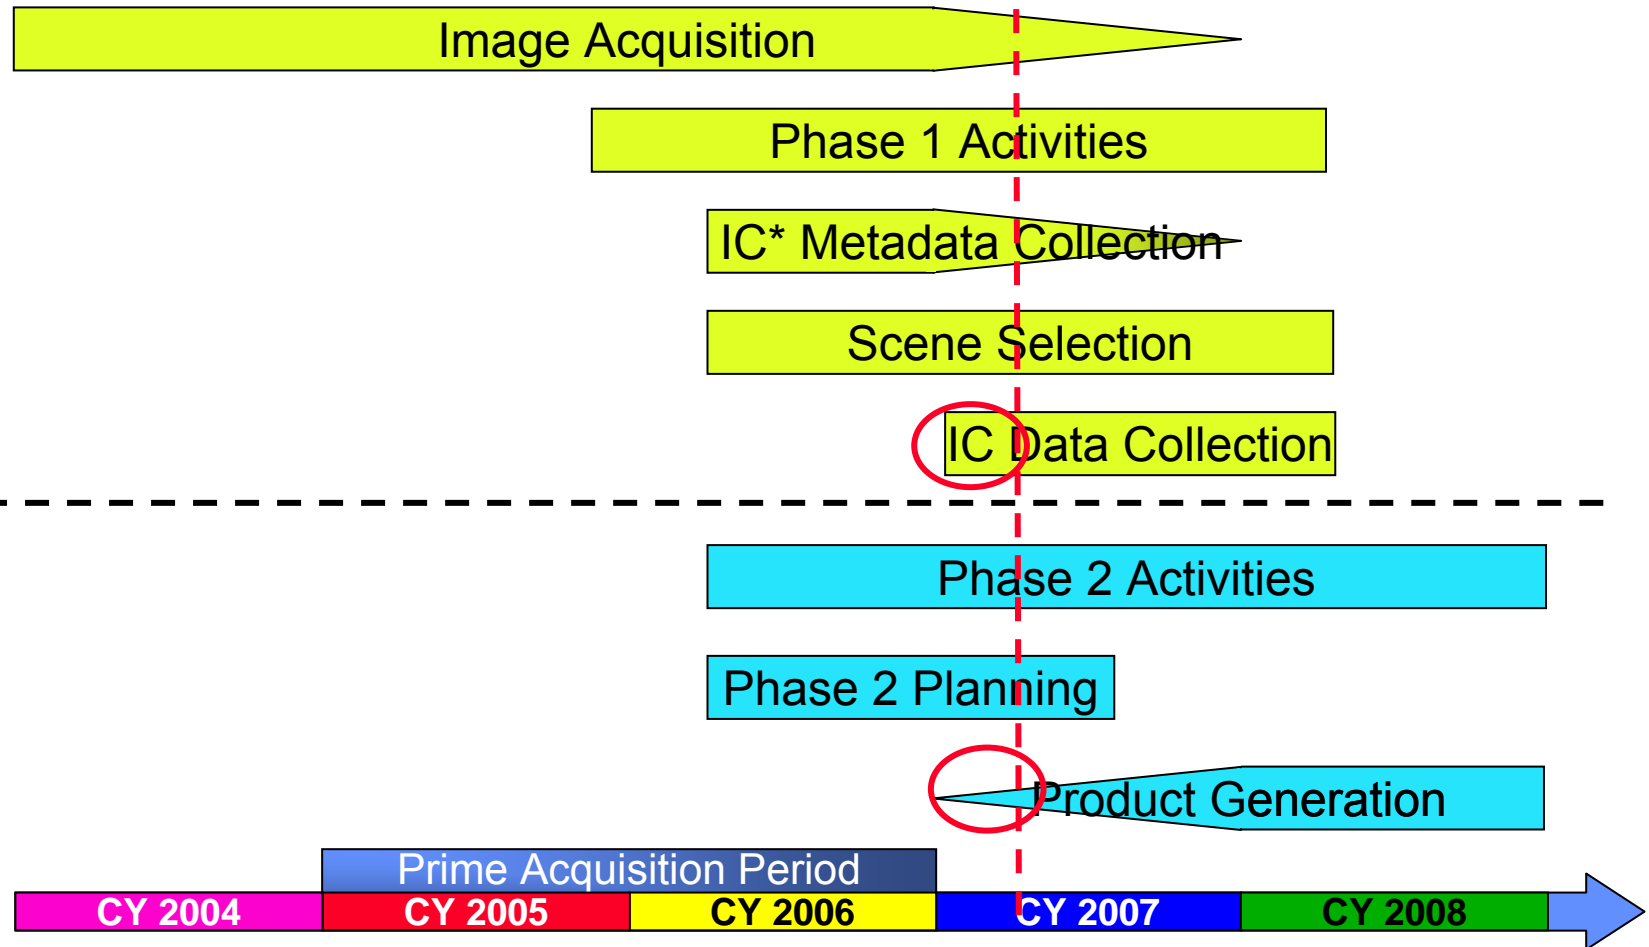 Image Acquisition
Phase 1 Activities
IC* Metadata Collection
Scene Selection
IC Data Collection
Phase 2 Activities
Phase 2 Planning
Product Generation
Prime Acquisition Period
CY 2004 CY 2005 CY 2006 CY 2007 CY 2008